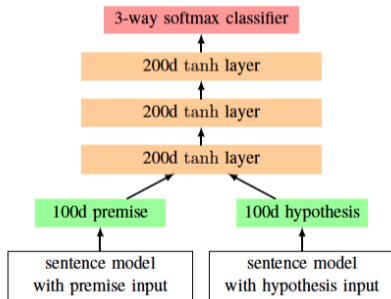 3-way softmax classifier
200d tanh layer
200d tanh layer
200d tanh layer
100d premise
100d hypothesis
sentence model
with premise input
sentence model
with hypothesis input